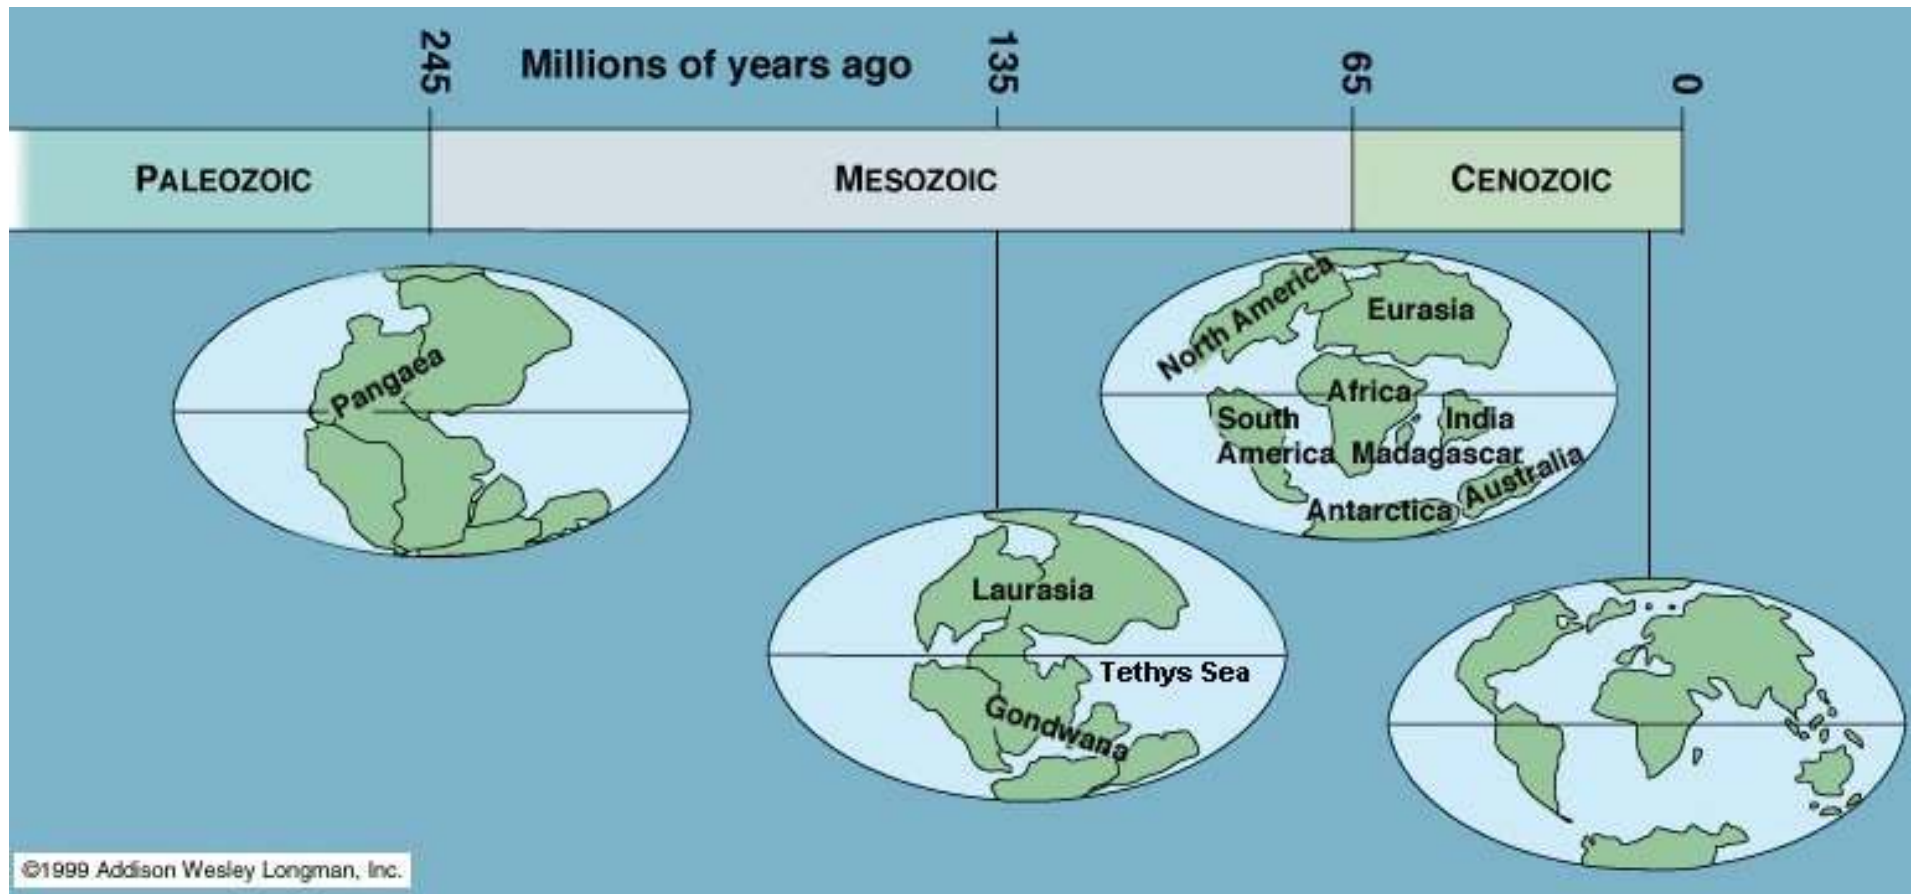 245
Millions of years ago
135
65
0
PALEOZOIC
MESOZOIC
CENOZOIC
Pangaea
North America
Eurasia
Africa
South
America
India
Madagascar
Australia
Antarctica
Laurasia
Tethys Sea
Gondwana
©1999 Addison Wesley Longman, Inc.